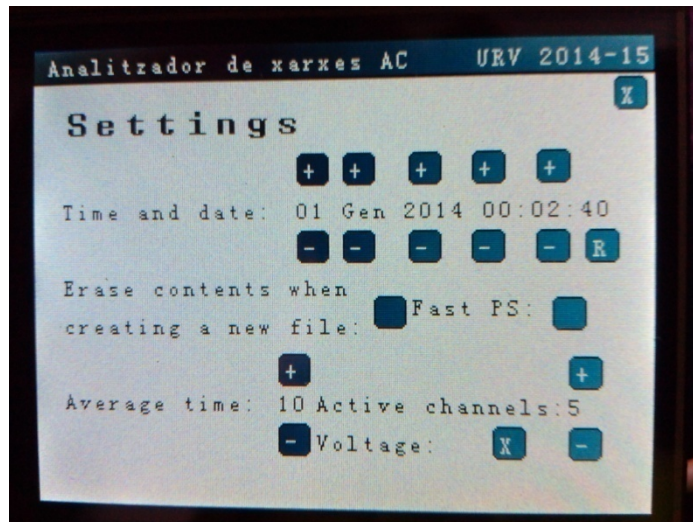 Analitzador de xarxes AC URV 2014-15
X
Settings
+ + + + +
Time and date: 01 Gen 2014 00:02:40
- - - - - R
Erase contents when
creating a new file: Fast PS:
+ +
Average time: 10 Active channels:5
- Voltage: X -